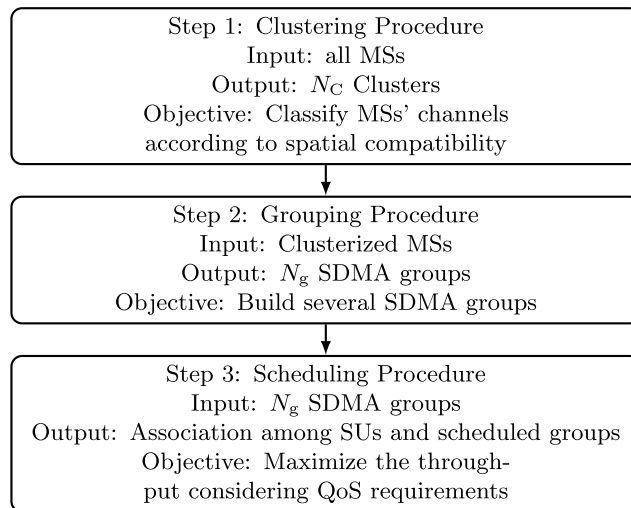 Step 1: Clustering Procedure
Input: all MSs
Output: N_C Clusters
Objective: Classify MSs' channels
according to spatial compatibility
Step 2: Grouping Procedure
Input: Clusterized MSs
Output: N_g SDMA groups
Objective: Build several SDMA groups
Step 3: Scheduling Procedure
Input: N_g SDMA groups
Output: Association among SUs and scheduled groups
Objective: Maximize the through-
put considering QoS requirements